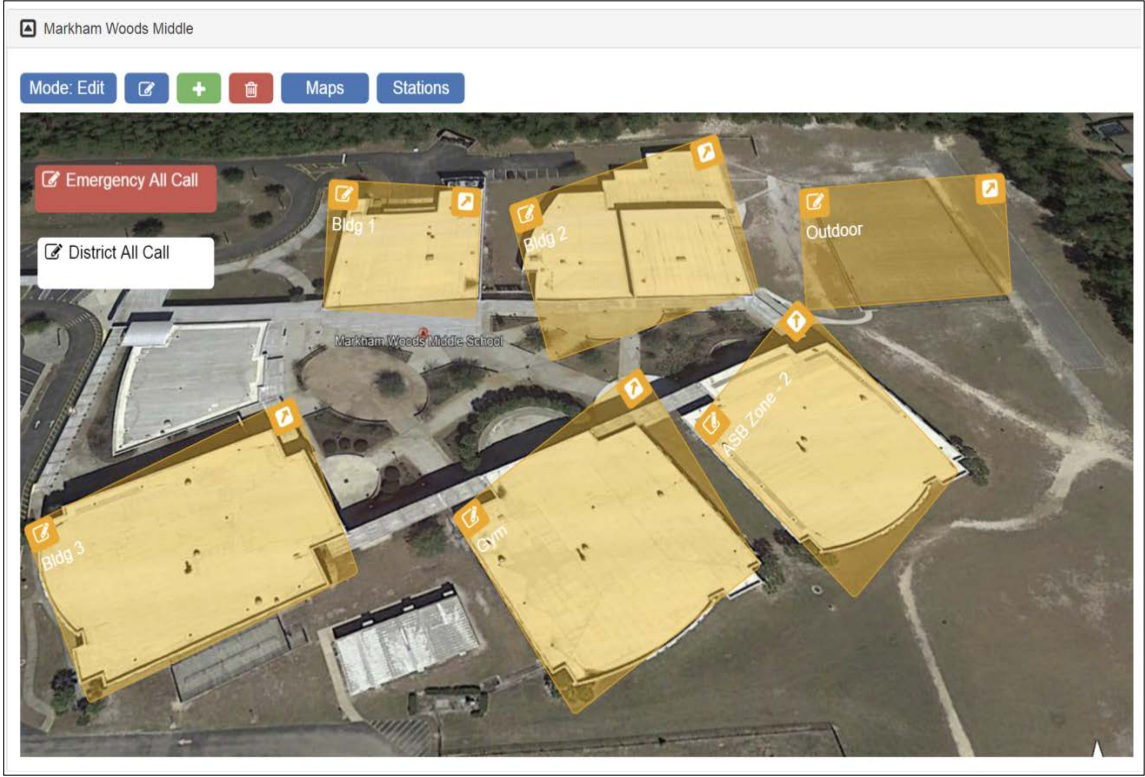 Markham Woods Middle
Mode: Edit
Maps
Stations
Emergency All Call
District All Call
Bldg 1
Bldg 2
Outdoor
Markham Woods Middle School
ASB Zone - 2
Bldg 3
Gym